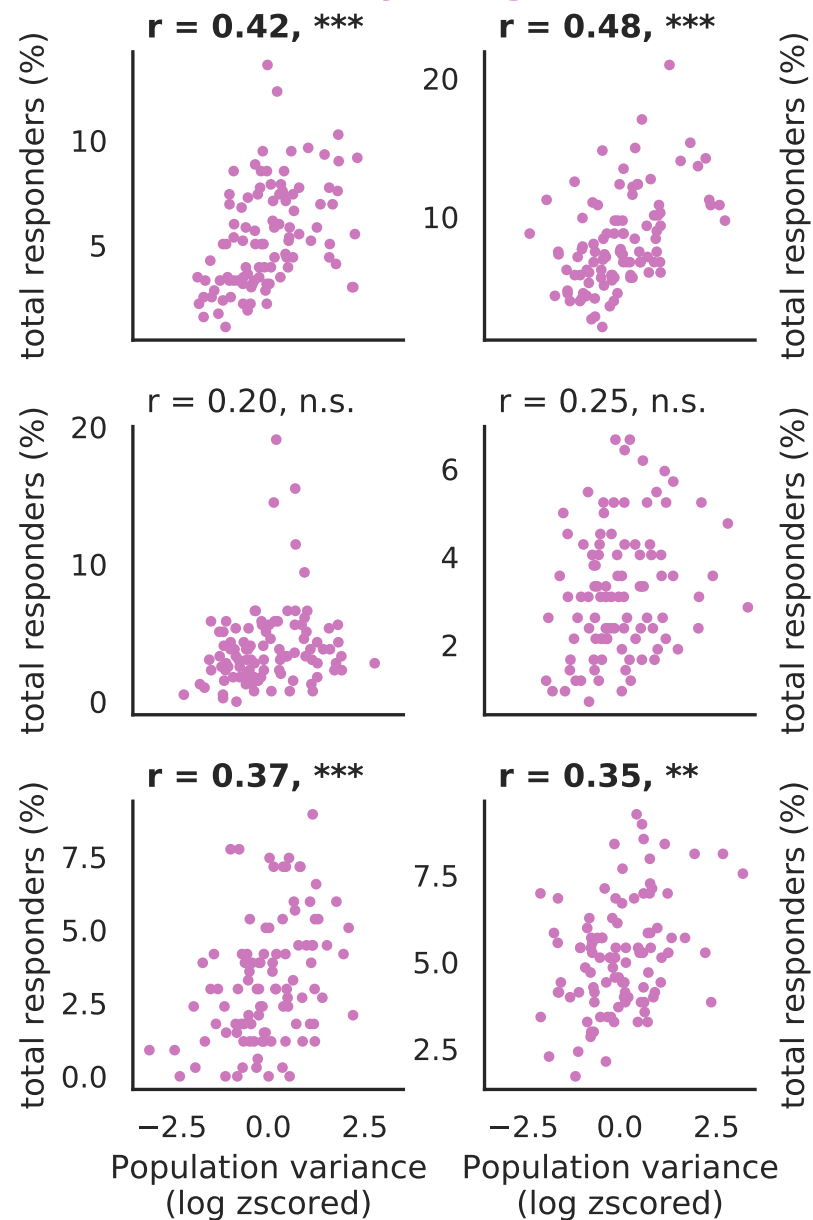 r = 0.42, ***
r = 0.48, ***
total responders (%)
10
5
20
10
total responders (%)
r = 0.20, n.s.
r = 0.25, n.s.
total responders (%)
20
10
0
6
4
2
total responders (%)
r = 0.37, ***
r = 0.35, **
total responders (%)
7.5
5.0
2.5
0.0
7.5
5.0
2.5
total responders (%)
−2.5 0.0 2.5
−2.5 0.0 2.5
Population variance
(log zscored)
Population variance
(log zscored)